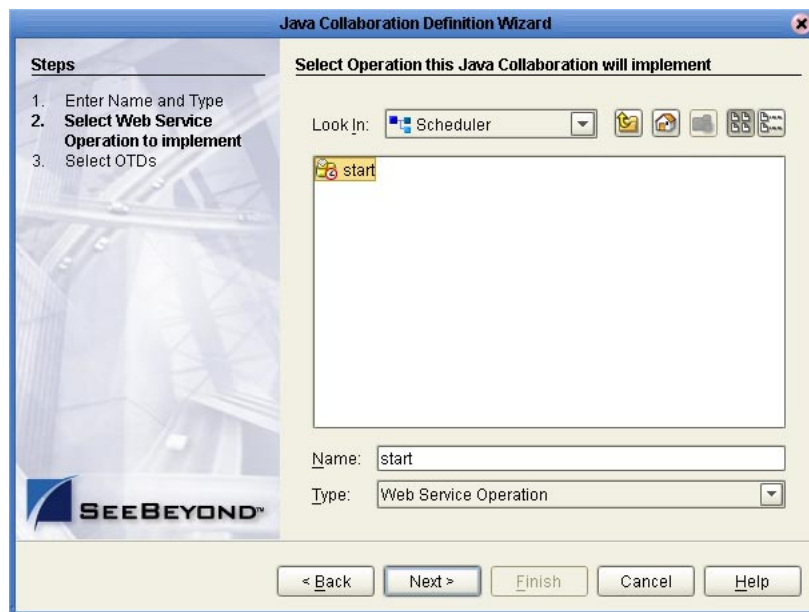 Java Collaboration Definition Wizard
Steps
1. Enter Name and Type
2. Select Web Service
Operation to implement
3. Select OTDs
Select Operation this Java Collaboration will implement
Look In: Scheduler
start
Name: start
Type: Web Service Operation
SEEBEYOND™
< Back Next > Finish Cancel Help